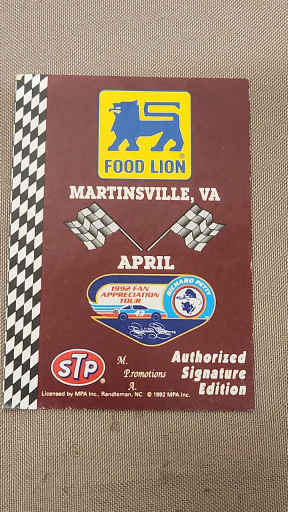 FOOD LION
MARTINSVILLE, VA
APRIL
1992 FAN
APPRECIATION
TOUR
RICHARD PETTY
STP
M.
Promotions
A.
Authorized
Signature
Edition
Licensed by MPA Inc., Randleman, NC © 1992 MPA Inc.